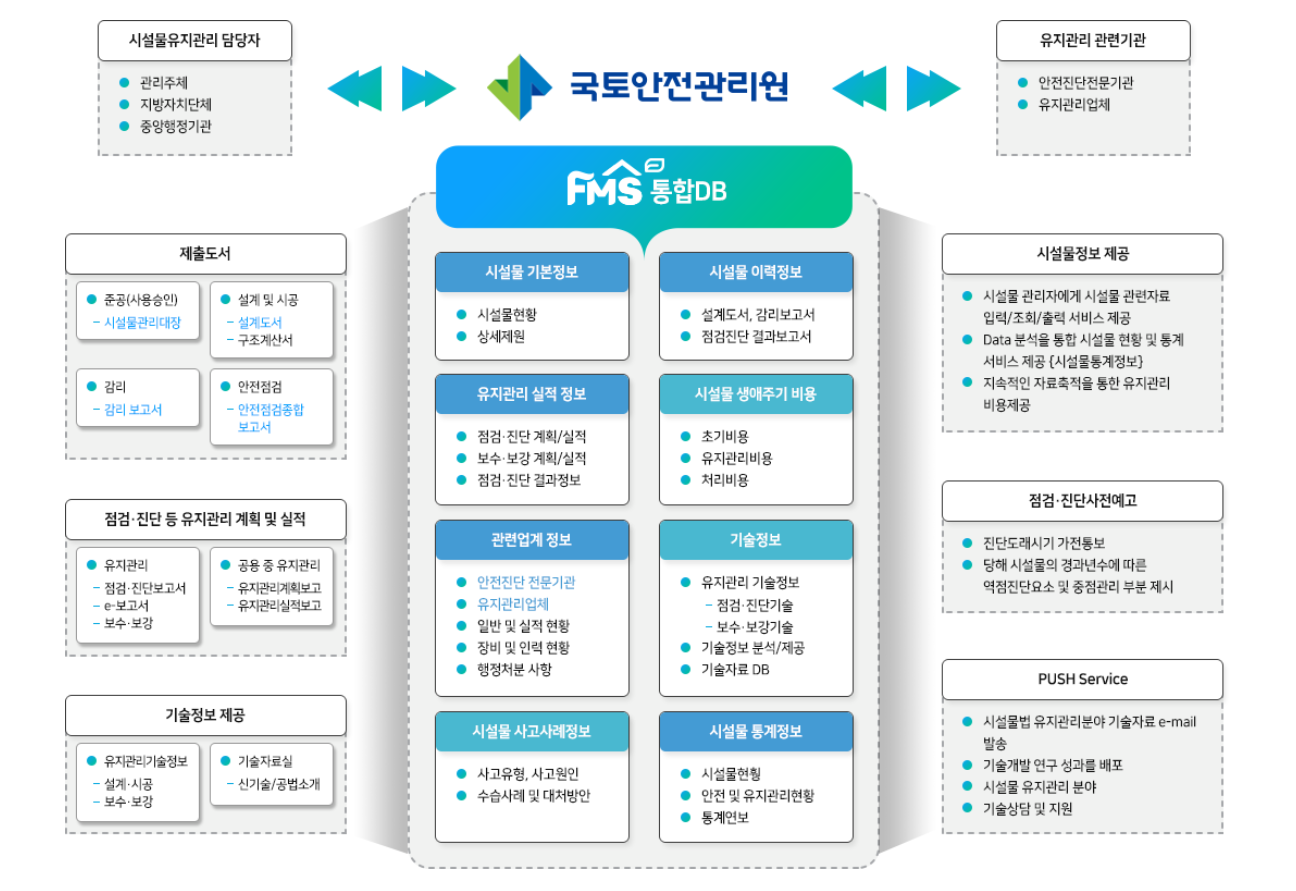 시설물유지관리 담당자
관리주체
지방자치단체
중앙행정기관
국토안전관리원
유지관리 관련기관
안전진단전문기관
유지관리업체
FMS 통합DB
제출도서
준공(사용승인)
– 시설물관리대장
설계 및 시공
– 설계도서
– 구조계산서
감리
– 감리 보고서
안전점검
– 안전점검종합
보고서
점검·진단 등 유지관리 계획 및 실적
유지관리
– 점검·진단보고서
– e-보고서
– 보수·보강
공용 중 유지관리
– 유지관리계획보고
– 유지관리실적보고
기술정보 제공
유지관리기술정보
– 설계·시공
– 보수·보강
기술자료실
– 신기술/공법소개
시설물 기본정보
시설물현황
상세제원
시설물 이력정보
설계도서, 감리보고서
점검진단 결과보고서
유지관리 실적 정보
점검·진단 계획/실적
보수·보강 계획/실적
점검·진단 결과정보
시설물 생애주기 비용
초기비용
유지관리비용
처리비용
관련업계 정보
안전진단 전문기관
유지관리업체
일반 및 실적 현황
장비 및 인력 현황
행정처분 사항
기술정보
유지관리 기술정보
– 점검·진단기술
– 보수·보강기술
기술정보 분석/제공
기술자료 DB
시설물 사고사례정보
사고유형, 사고원인
수습사례 및 대처방안
시설물 통계정보
시설물현횡
안전 및 유지관리현황
통계연보
시설물정보 제공
시설물 관리자에게 시설물 관련자료
입력/조회/출력 서비스 제공
Data 분석을 통합 시설물 현황 및 통계
서비스 제공 {시설물통계정보}
지속적인 자료축적을 통한 유지관리
비용제공
점검·진단사전예고
진단도래시기 가전통보
당해 시설물의 경과년수에 따른
역점진단요소 및 중점관리 부분 제시
PUSH Service
시설물법 유지관리분야 기술자료 e-mail
발송
기술개발 연구 성과를 배포
시설물 유지관리 분야
기술상담 및 지원